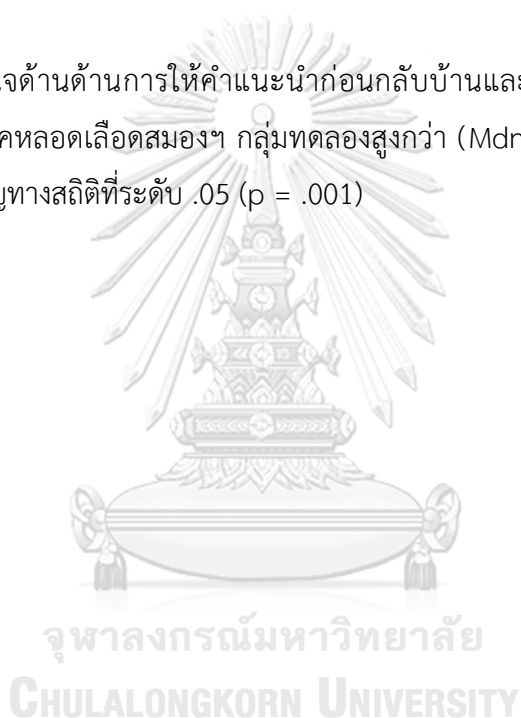 จด้านด้านการให้คำแนะนำก่อนกลับบ้านและ
คหลอดเลือดสมองฯ กลุ่มทดลองสูงกว่า (Mdn
ญทางสถิติที่ระดับ .05 (p = .001)
จุฬาลงกรณ์มหาวิทยาลัย
CHULALONGKORN UNIVERSITY